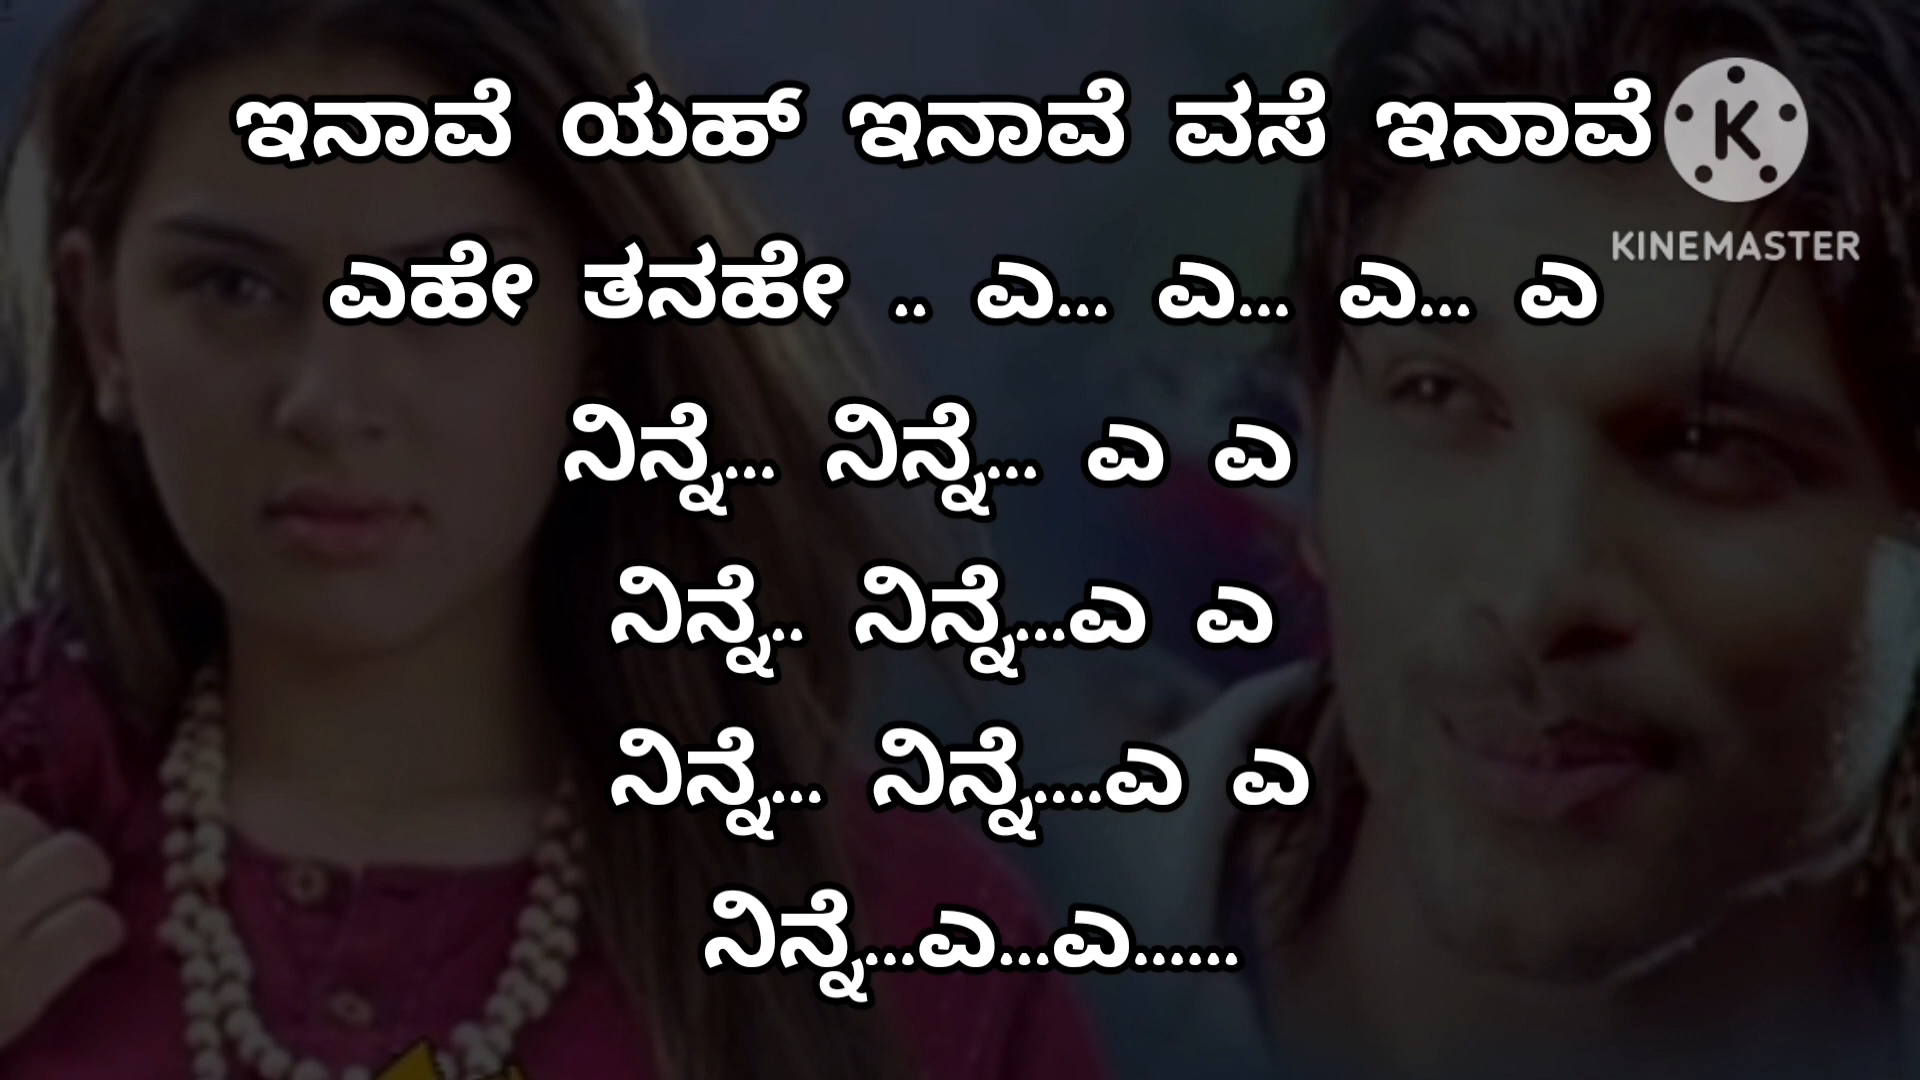 ಇನಾವೆ ಯಹ್ ಇನಾವೆ ವಸೆ ಇನಾವೆ
K
KINEMASTER
ಎಹೇ ತನಹೇ .. ಎ... ಎ... ಎ... ಎ
ನಿನ್ನೆ... ನಿನ್ನೆ... ಎ ಎ
ನಿನ್ನೆ.. ನಿನ್ನೆ...ಎ ಎ
ನಿನ್ನೆ... ನಿನ್ನೆ....ಎ ಎ
ನಿನ್ನೆ...ಎ...ಎ......